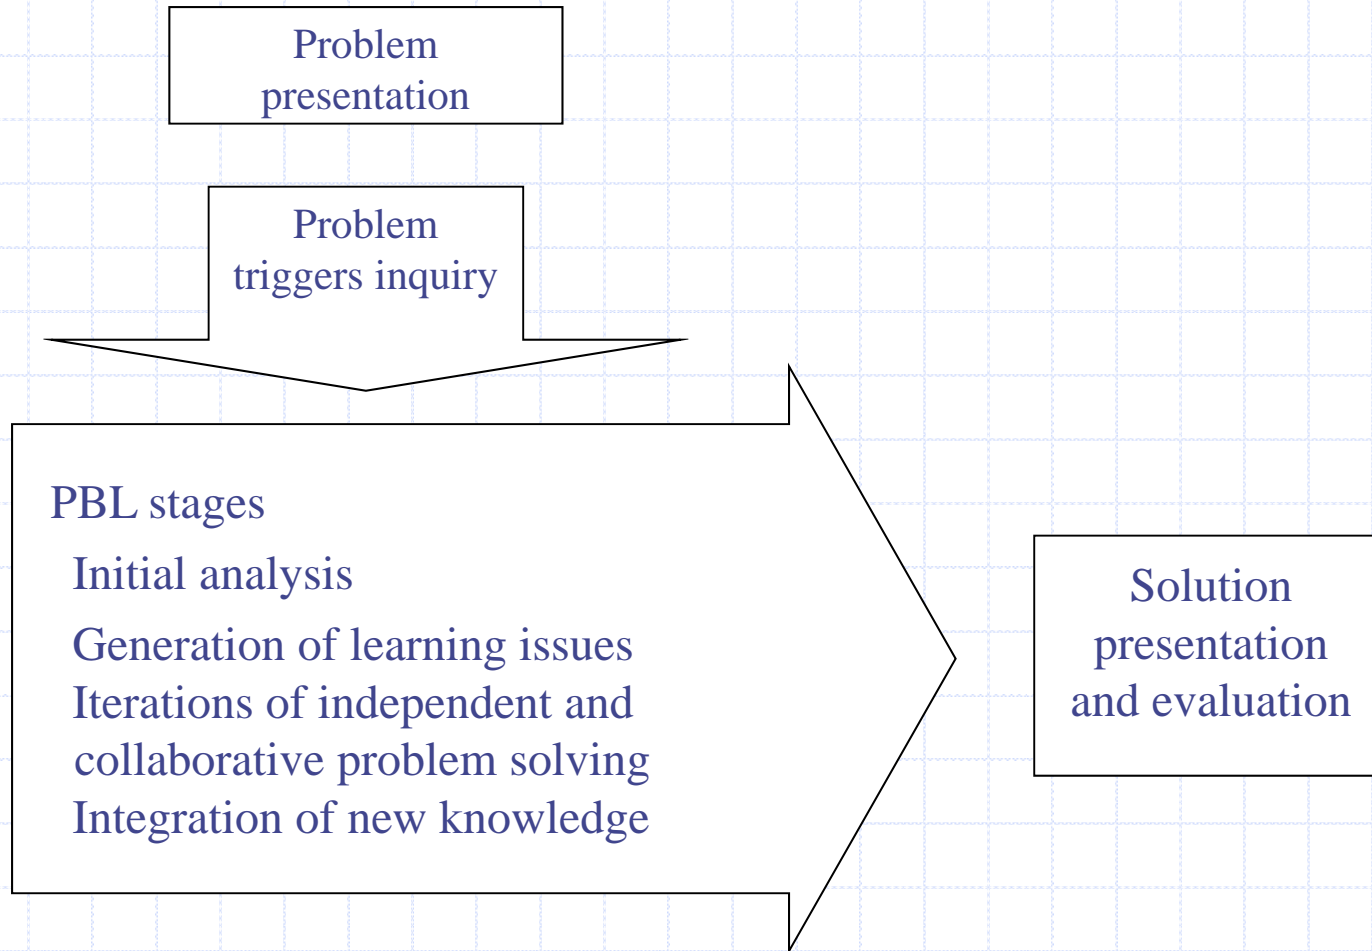 Problem
presentation
Problem
triggers inquiry
PBL stages
Initial analysis
Generation of learning issues
Iterations of independent and
collaborative problem solving
Integration of new knowledge
Solution
presentation
and evaluation